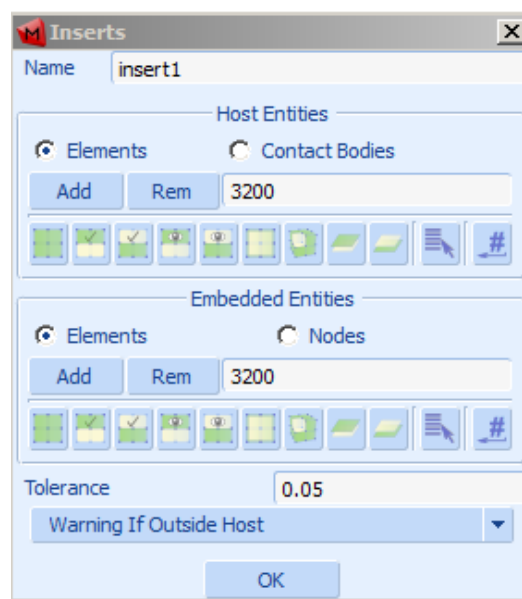 Inserts
Name insert1
Host Entities
Elements Contact Bodies
Add Rem 3200
#
Embedded Entities
Elements Nodes
Add Rem 3200
#
Tolerance 0.05
Warning If Outside Host
OK